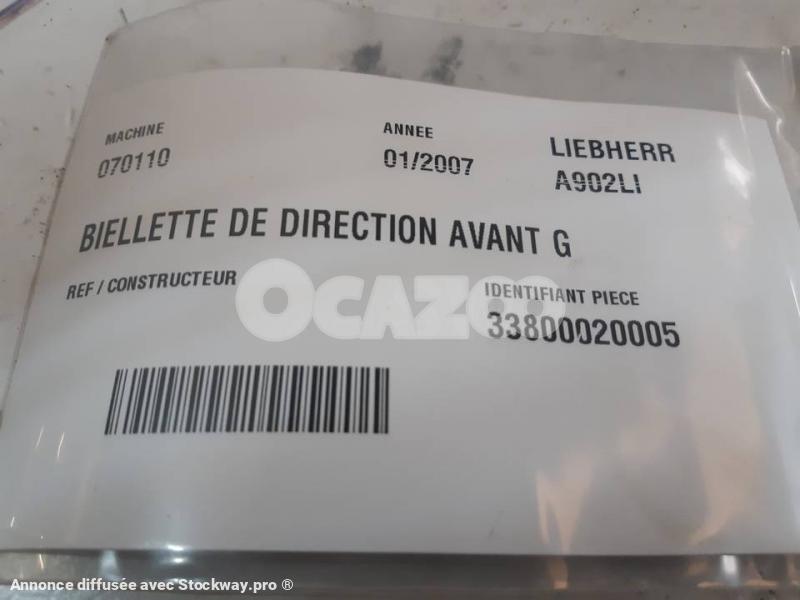 MACHINE
070110
ANNEE
01/2007
LIEBHERR
A902LI
BIELLETTE DE DIRECTION AVANT G
REF / CONSTRUCTEUR
IDENTIFIANT PIECE
33800020005
OCAZOO
Annonce diffusée avec Stockway.pro ®